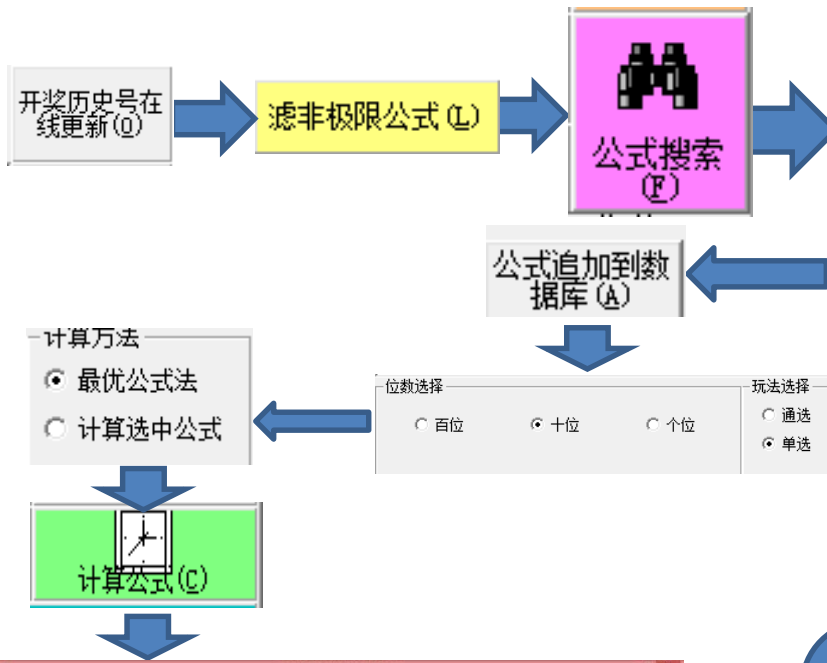 开奖历史号在
线更新(O)
滤非极限公式(L)
公式搜索
(F)
公式追加到数
据库(A)
计算方法
最优公式法
计算选中公式
位数选择
百位
十位
个位
玩法选择
通选
单选
计算公式(C)